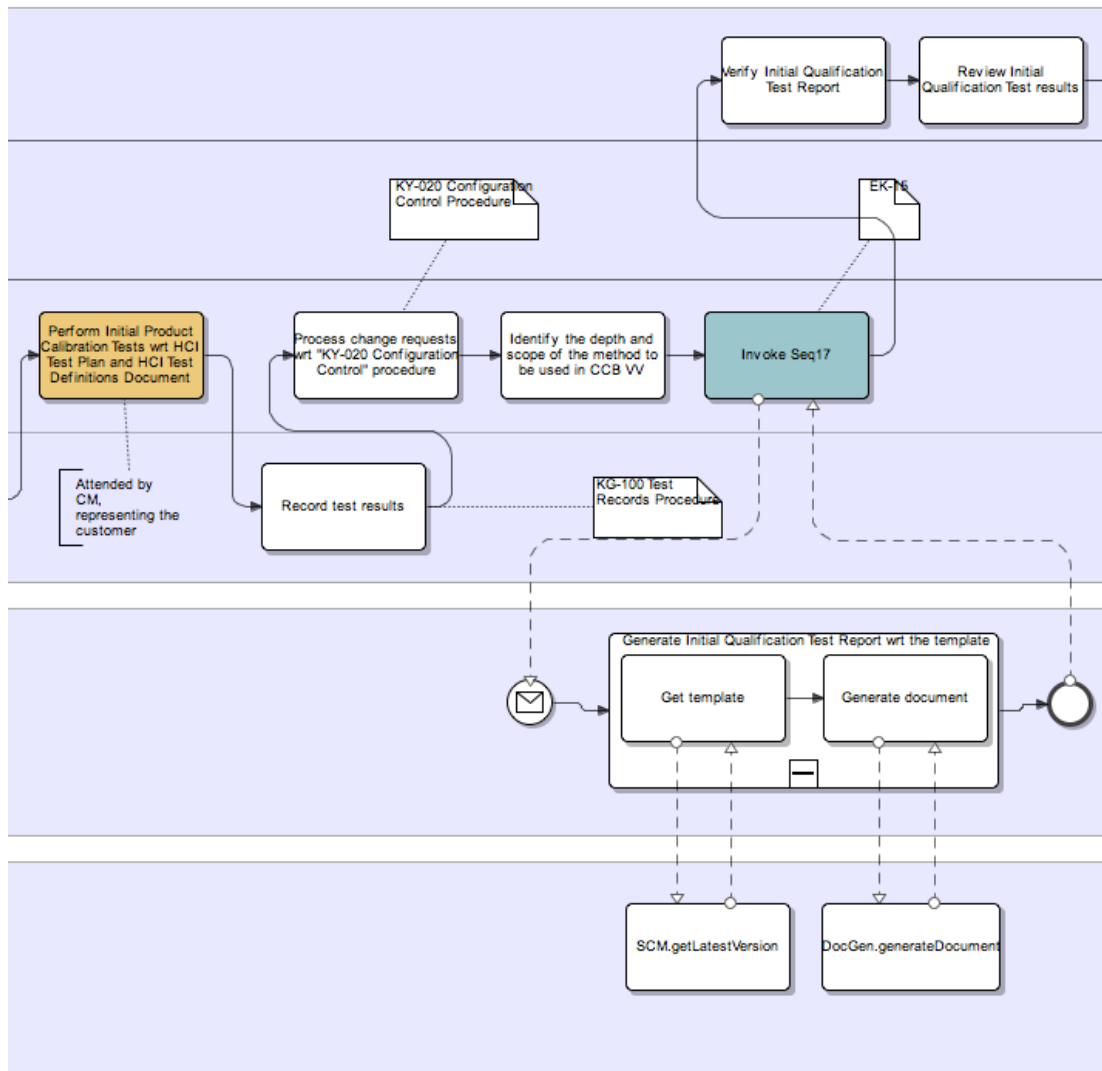 Verify Initial Qualification
Test Report
Review Initial
Qualification Test results
KY-020 Configuration
Control Procedure
EK-15
Perform Initial Product
Calibration Tests wrt HCI
Test Plan and HCI Test
Definitions Document
Process change requests
wrt "KY-020 Configuration
Control" procedure
Identify the depth and
scope of the method to
be used in CCB VV
Invoke Seq17
Attended by
CM,
representing the
customer
Record test results
KG-100 Test
Records Procedure
Generate Initial Qualification Test Report wrt the template
Get template
Generate document
SCM.getLatestVersion
DocGen.generateDocument